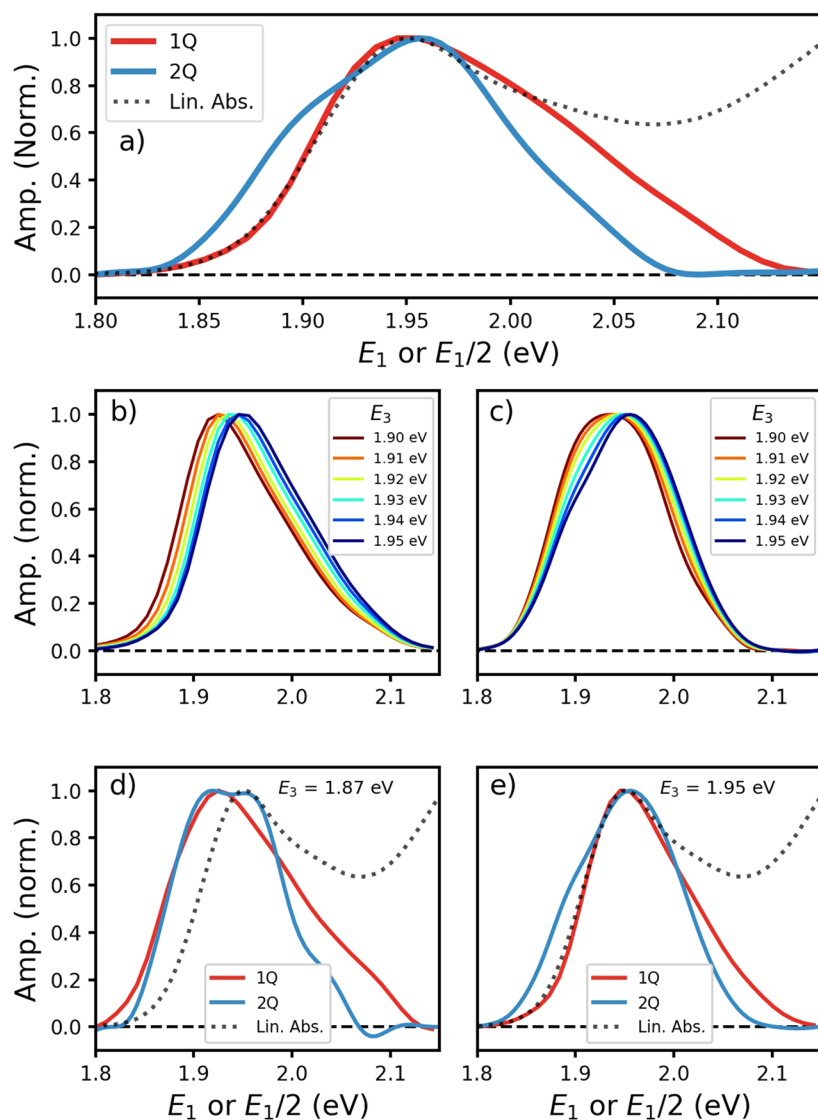 1Q
2Q
Lin. Abs.
a)
Amp. (Norm.)
1.0
0.8
0.6
0.4
0.2
0.0
1.80 1.85 1.90 1.95 2.00 2.05 2.10
E₁ or E₁/2 (eV)
b)
E₃
1.90 eV
1.91 eV
1.92 eV
1.93 eV
1.94 eV
1.95 eV
Amp. (norm.)
1.0
0.8
0.6
0.4
0.2
0.0
1.8 1.9 2.0 2.1
c)
E₃
1.90 eV
1.91 eV
1.92 eV
1.93 eV
1.94 eV
1.95 eV
1.8 1.9 2.0 2.1
d)
E₃ = 1.87 eV
Amp. (norm.)
1.0
0.8
0.6
0.4
0.2
0.0
1Q
2Q
Lin. Abs.
1.8 1.9 2.0 2.1
E₁ or E₁/2 (eV)
e)
E₃ = 1.95 eV
1Q
2Q
Lin. Abs.
1.8 1.9 2.0 2.1
E₁ or E₁/2 (eV)